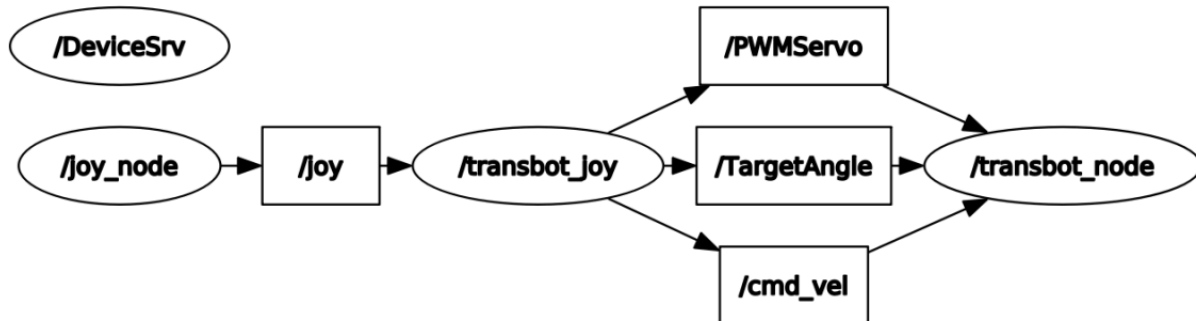 /DeviceSrv
/PWMServo
/joy_node
/joy
/transbot_joy
/TargetAngle
/transbot_node
/cmd_vel